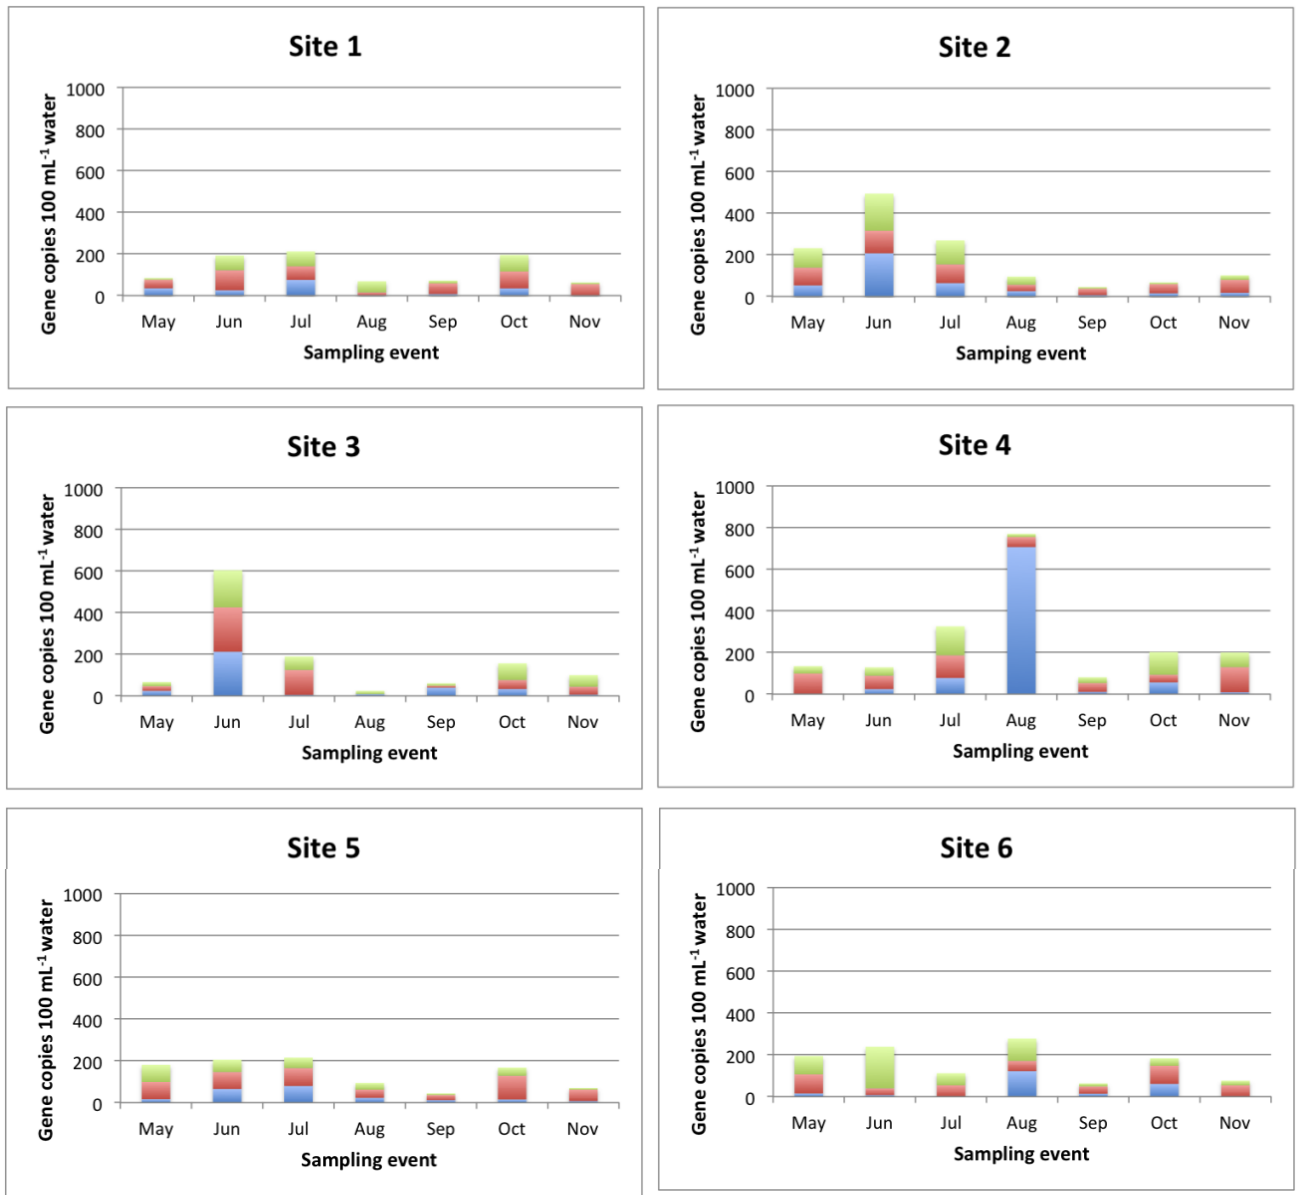 Site 1
Gene copies 100 mL-1 water
1000
800
600
400
200
0
May Jun Jul Aug Sep Oct Nov
Sampling event
Site 2
Gene copies 100 mL-1 water
1000
800
600
400
200
0
May Jun Jul Aug Sep Oct Nov
Samping event
Site 3
Gene copies 100 mL-1 water
1000
800
600
400
200
0
May Jun Jul Aug Sep Oct Nov
Sampling event
Site 4
Gene copies 100 mL-1 water
1000
800
600
400
200
0
May Jun Jul Aug Sep Oct Nov
Sampling event
Site 5
Gene copies 100 mL-1 water
1000
800
600
400
200
0
May Jun Jul Aug Sep Oct Nov
Sampling event
Site 6
Gene copies 100 mL-1 water
1000
800
600
400
200
0
May Jun Jul Aug Sep Oct Nov
Sampling event